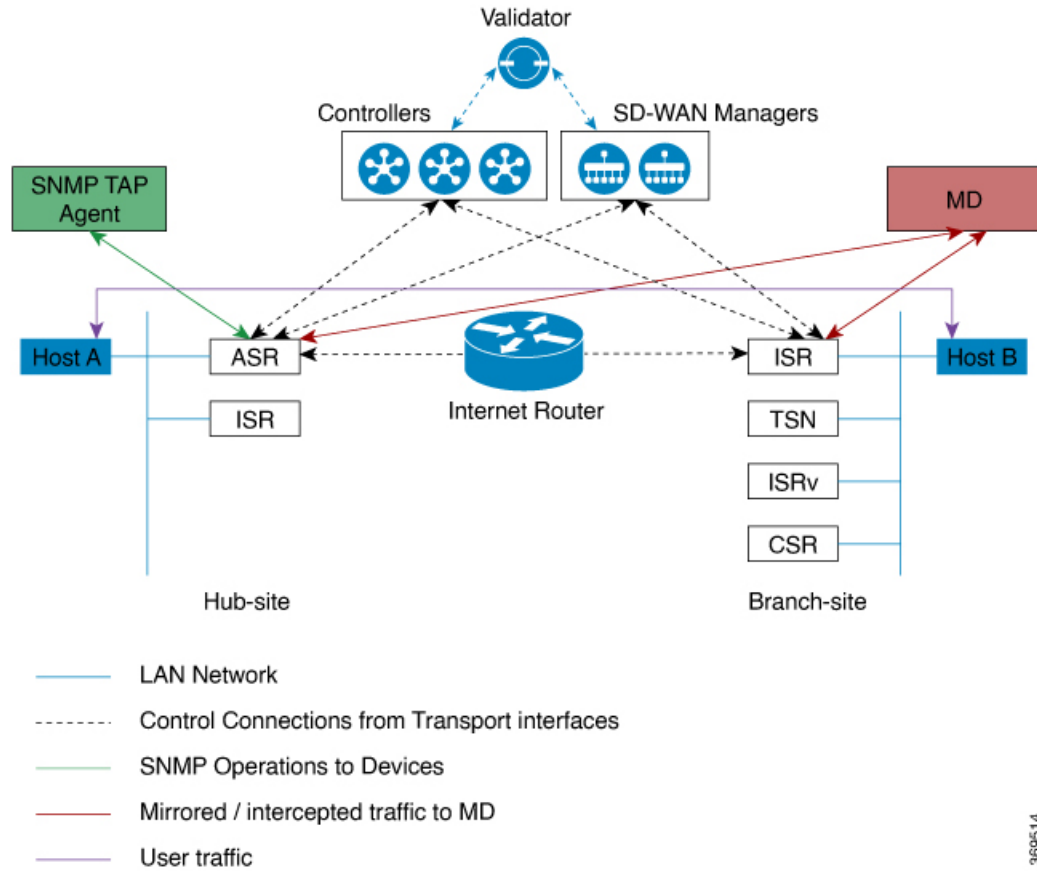 Validator
Controllers
SD-WAN Managers
SNMP TAP
Agent
MD
Host A
ASR
ISR
Host B
ISR
Internet Router
TSN
ISRv
CSR
Hub-site
Branch-site
LAN Network
Control Connections from Transport interfaces
SNMP Operations to Devices
Mirrored / intercepted traffic to MD
User traffic
369514